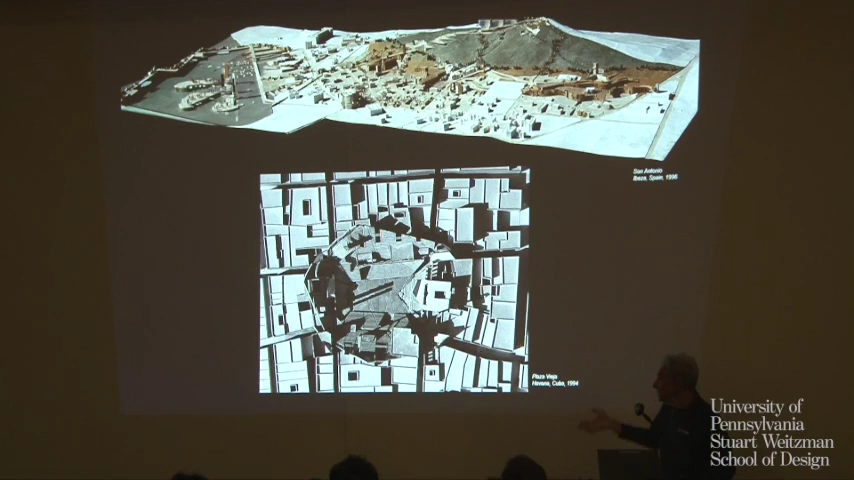 San Antonio
Ibiza, Spain, 1996
Plaza Vieja
Havana, Cuba, 1994
University of
Pennsylvania
Stuart Weitzman
School of Design